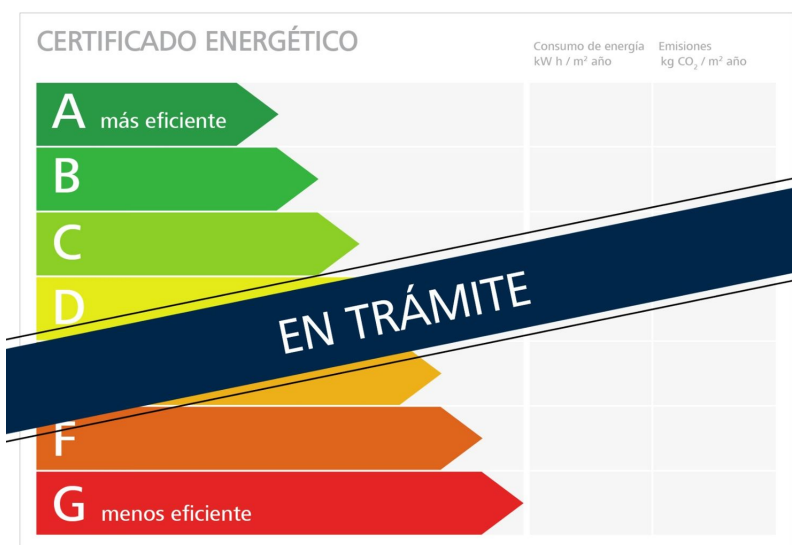 CERTIFICADO ENERGÉTICO
Consumo de energía
kW h / m² año
Emisiones
kg CO₂ / m² año
A más eficiente
B
C
D
EN TRÁMITE
F
G menos eficiente